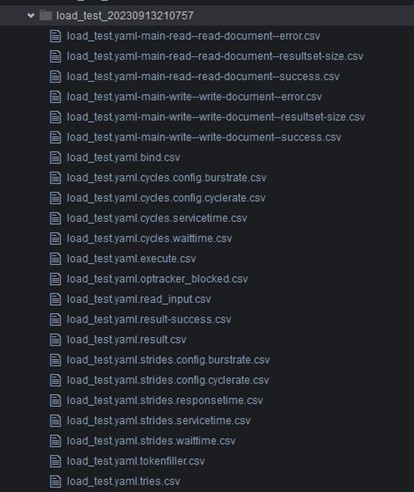 load_test_20230913210757
load_test.yaml-main-read--read-document--error.csv
load_test.yaml-main-read--read-document--resultset-size.csv
load_test.yaml-main-read--read-document--success.csv
load_test.yaml-main-write--write-document--error.csv
load_test.yaml-main-write--write-document--resultset-size.csv
load_test.yaml-main-write--write-document--success.csv
load_test.yaml.bind.csv
load_test.yaml.cycles.config.burstrate.csv
load_test.yaml.cycles.config.cyclerate.csv
load_test.yaml.cycles.servicetime.csv
load_test.yaml.cycles.waittime.csv
load_test.yaml.execute.csv
load_test.yaml.optracker_blocked.csv
load_test.yaml.read_input.csv
load_test.yaml.result-success.csv
load_test.yaml.result.csv
load_test.yaml.strides.config.burstrate.csv
load_test.yaml.strides.config.cyclerate.csv
load_test.yaml.strides.responsetime.csv
load_test.yaml.strides.servicetime.csv
load_test.yaml.strides.waittime.csv
load_test.yaml.tokenfiller.csv
load_test.yaml.tries.csv